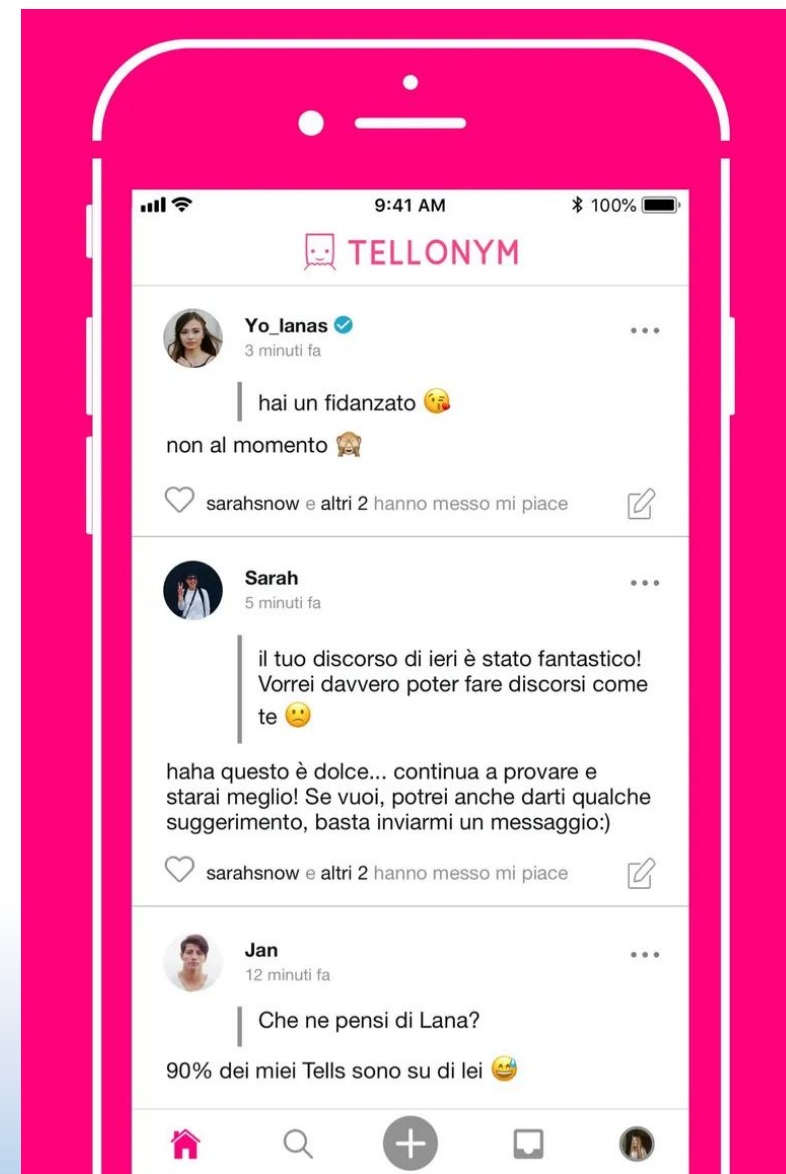 9:41 AM 100%
TELLONYM
Yo_lanas
3 minuti fa
hai un fidanzato 😘
non al momento 🙈
sarahsnow e altri 2 hanno messo mi piace
Sarah
5 minuti fa
il tuo discorso di ieri è stato fantastico!
Vorrei davvero poter fare discorsi come
te 🙁
haha questo è dolce... continua a provare e
starai meglio! Se vuoi, potrei anche darti qualche
suggerimento, basta inviarmi un messaggio:)
sarahsnow e altri 2 hanno messo mi piace
Jan
12 minuti fa
Che ne pensi di Lana?
90% dei miei Tells sono su di lei 😅